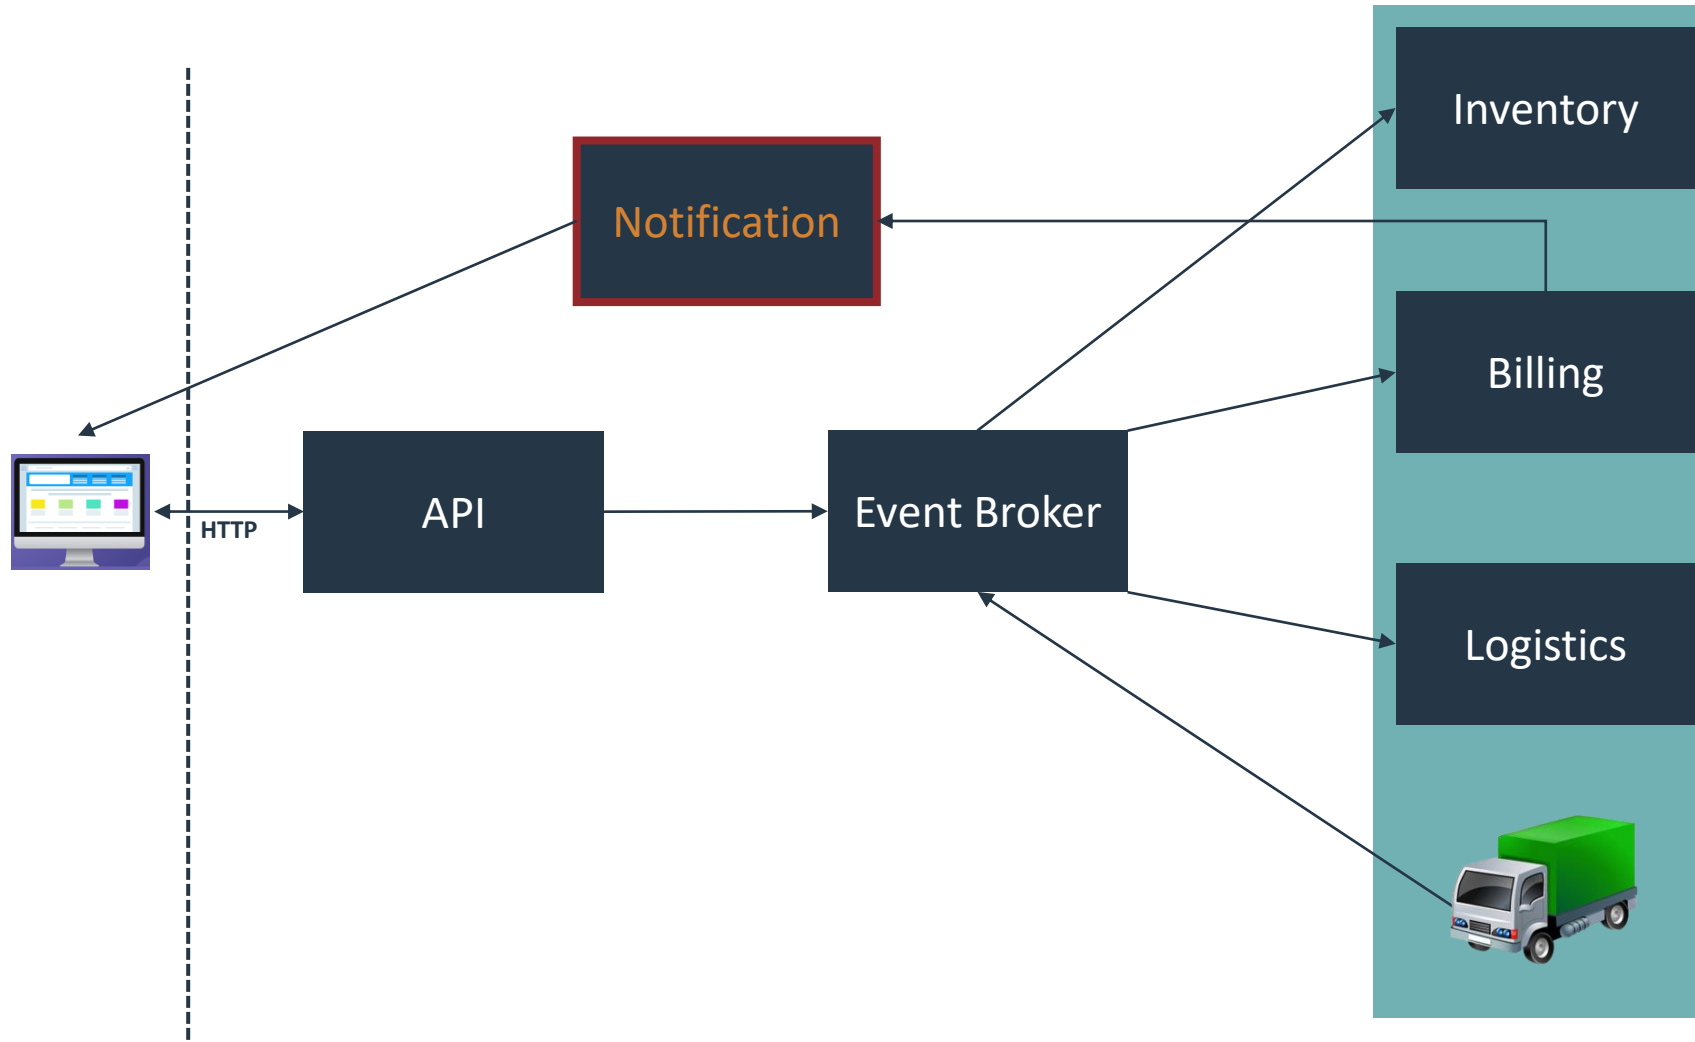 Inventory
Notification
Billing
HTTP
API
Event Broker
Logistics